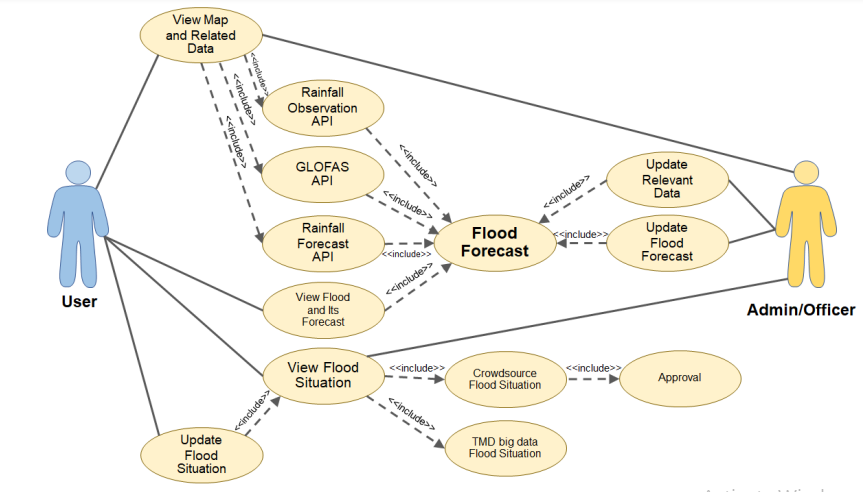 View Map
and Related
Data
<<include>>
<<include>>
<<include>>
Rainfall
Observation
API
<<include>>
GLOFAS
API
<<include>>
Update
Relevant
Data
<<include>>
Rainfall
Forecast
API
<<include>>
Flood
Forecast
<<include>>
Update
Flood
Forecast
User
View Flood
and Its
Forecast
<<include>>
Admin/Officer
View Flood
Situation
<<include>>
Crowdsource
Flood Situation
<<include>>
Approval
<<include>>
<<include>>
Update
Flood
Situation
TMD big data
Flood Situation